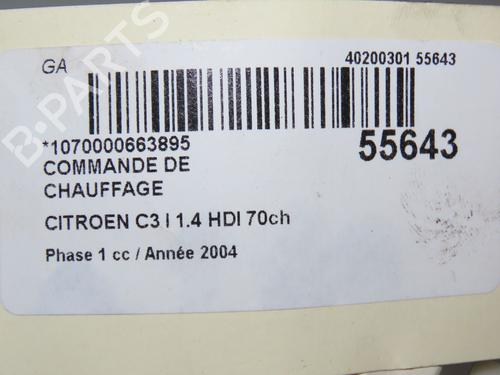 GA
40200301 55643
*1070000663895
55643
COMMANDE DE
CHAUFFAGE
CITROEN C3 I 1.4 HDI 70ch
Phase 1 cc / Année 2004
B-PARTS